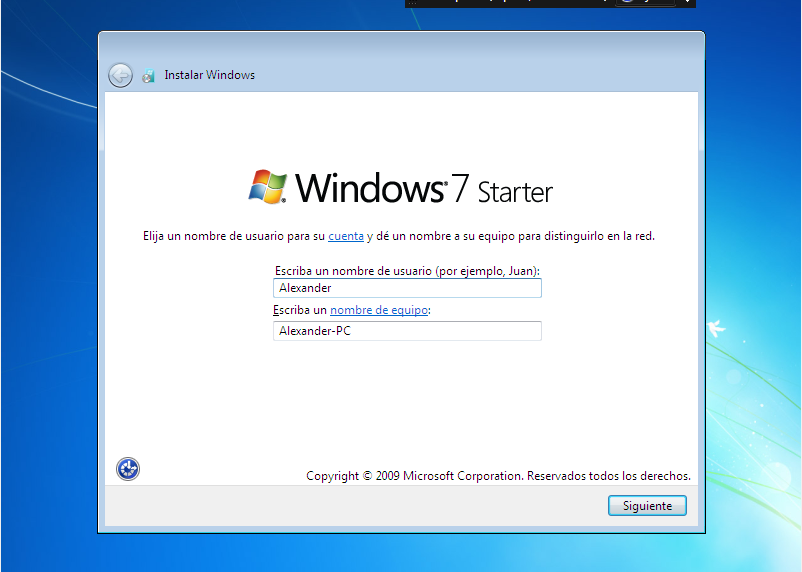 Instalar Windows
Windows 7 Starter
Elija un nombre de usuario para su cuenta y dé un nombre a su equipo para distinguirlo en la red.
Escriba un nombre de usuario (por ejemplo, Juan):
Alexander
Escriba un nombre de equipo:
Alexander-PC
Copyright © 2009 Microsoft Corporation. Reservados todos los derechos.
Siguiente